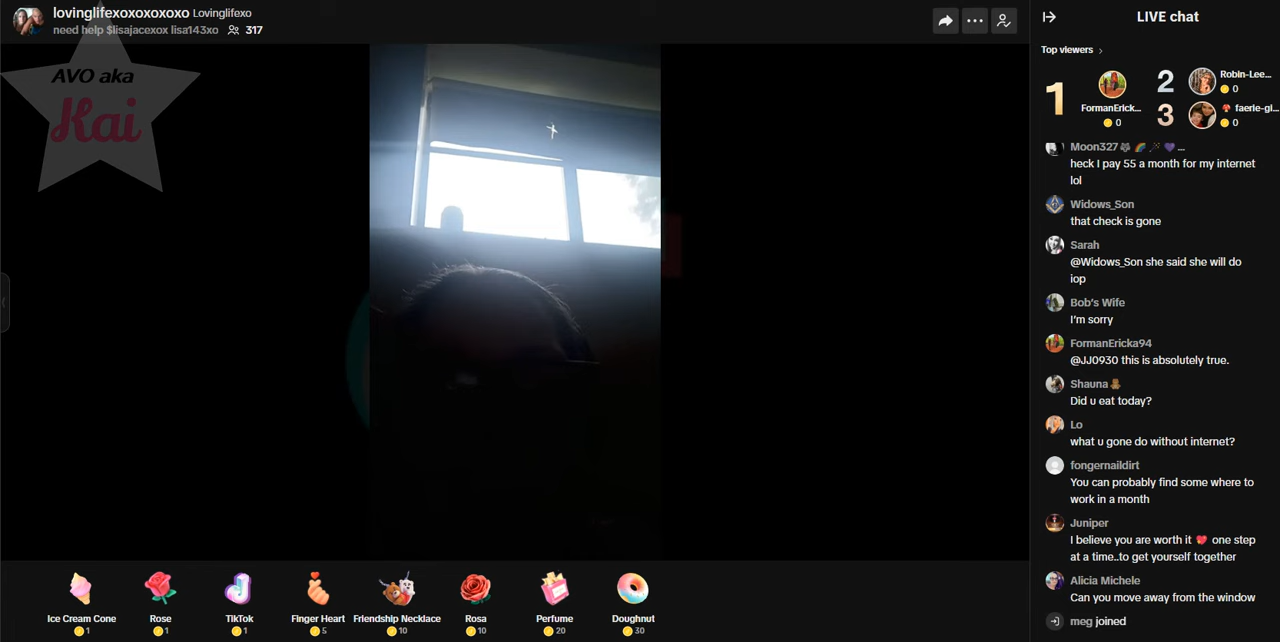 lovinglifexoxoxoxoxo Lovinglifexo
need help $lisajacexox lisa143xo 317
AVO aka
Kai
LIVE chat
Top viewers
1
FormanErick...
0
2
Robin-Lee...
0
3
faerie-gi...
0
Moon327 ...
heck I pay 55 a month for my internet
lol
Widows_Son
that check is gone
Sarah
@Widows_Son she said she will do
iop
Bob's Wife
I'm sorry
FormanEricka94
@JJ0930 this is absolutely true.
Shauna
Did u eat today?
Lo
what u gone do without internet?
fongernaildirt
You can probably find some where to
work in a month
Juniper
I believe you are worth it 💖 one step
at a time..to get yourself together
Alicia Michele
Can you move away from the window
meg joined
Ice Cream Cone
1
Rose
1
TikTok
1
Finger Heart
5
Friendship Necklace
10
Rosa
10
Perfume
20
Doughnut
30